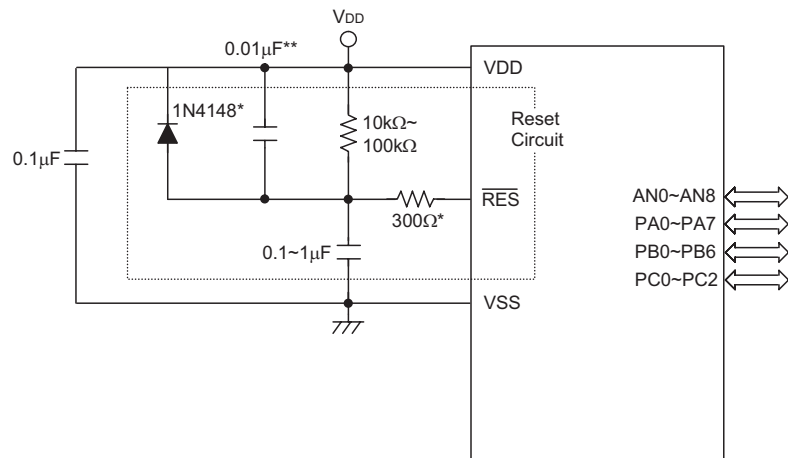 VDD
0.01μF**
VDD
1N4148*
10kΩ~
100kΩ
Reset
Circuit
0.1μF
300Ω*
RES
0.1~1μF
VSS
AN0~AN8
PA0~PA7
PB0~PB6
PC0~PC2